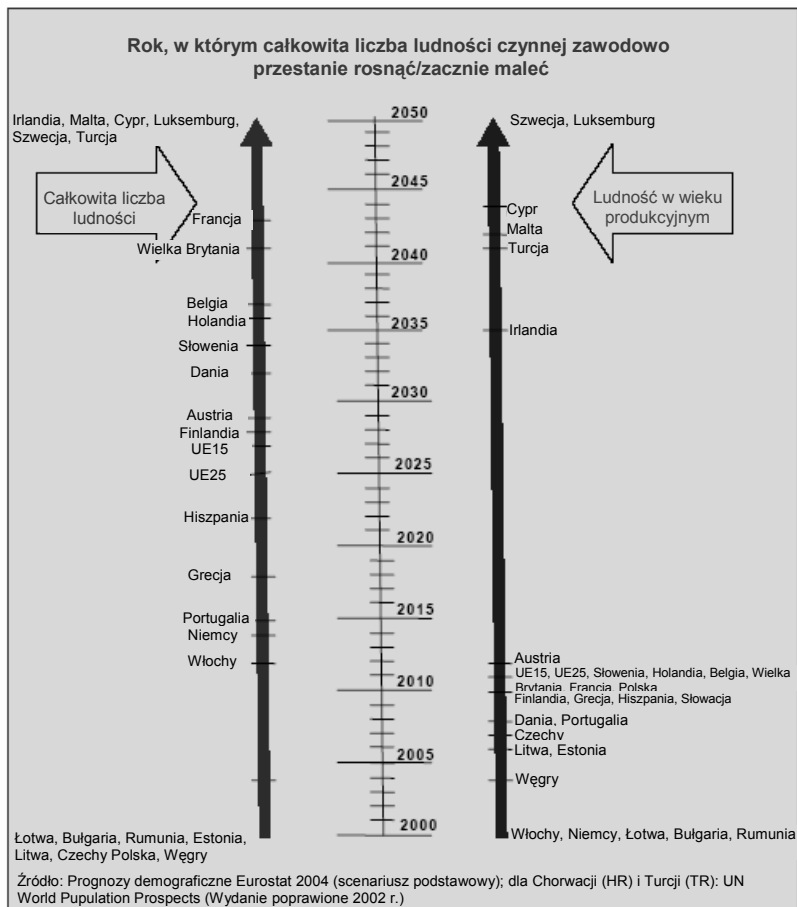 Rok, w którym całkowita liczba ludności czynnej zawodowo
przestanie rosnąć/zacznie maleć
Irlandia, Malta, Cypr, Luksemburg,
Szwecja, Turcja
Całkowita liczba
ludności
Francja
Wielka Brytania
Belgia
Holandia
Słowenia
Dania
Austria
Finlandia
UE15
UE25
Hiszpania
Grecja
Portugalia
Niemcy
Włochy
Łotwa, Bułgaria, Rumunia, Estonia,
Litwa, Czechy Polska, Węgry
2050
2045
2040
2035
2030
2025
2020
2015
2010
2005
2000
Szwecja, Luksemburg
Ludność w wieku
produkcyjnym
Cypr
Malta
Turcja
Irlandia
Austria
UE15, UE25, Słowenia, Holandia, Belgia, Wielka
Brytania, Francja, Polska
Finlandia, Grecja, Hiszpania, Słowacja
Dania, Portugalia
Czechy
Litwa, Estonia
Węgry
Włochy, Niemcy, Łotwa, Bułgaria, Rumunia
Źródło: Prognozy demograficzne Eurostat 2004 (scenariusz podstawowy); dla Chorwacji (HR) i Turcji (TR): UN
World Pupulation Prospects (Wydanie poprawione 2002 r.)